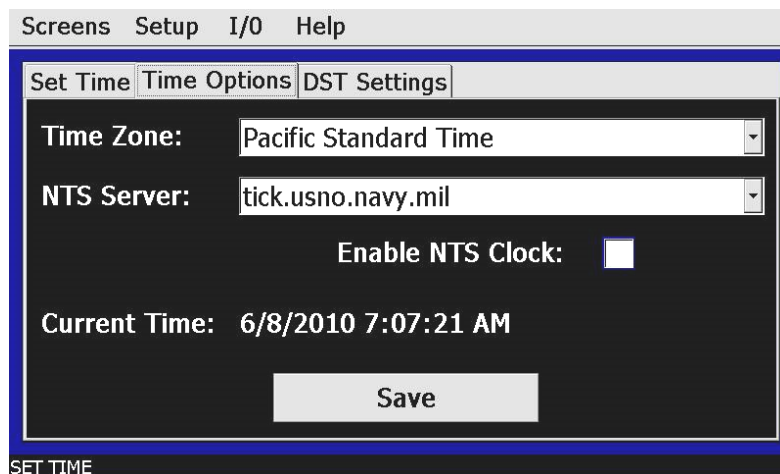 Screens Setup I/0 Help
Set Time Time Options DST Settings
Time Zone: Pacific Standard Time
NTS Server: tick.usno.navy.mil
Enable NTS Clock:
Current Time: 6/8/2010 7:07:21 AM
Save
SET TIME